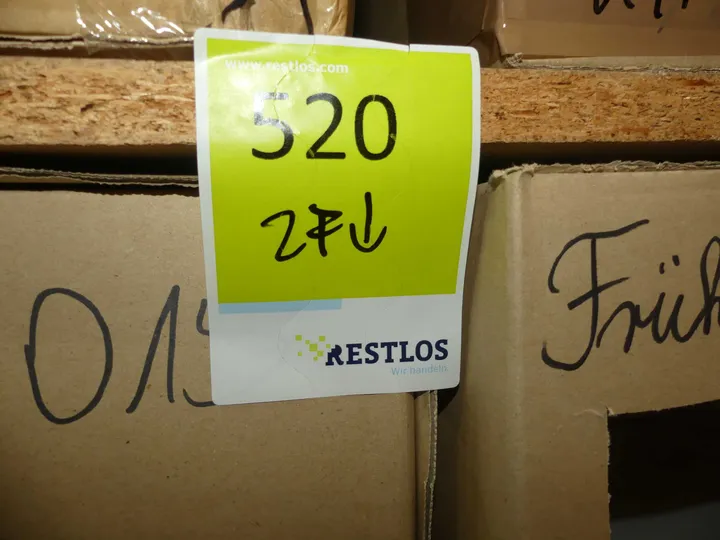 www.restlos.com
520
2F↓
RESTLOS
Wir handeln.
015
Früh